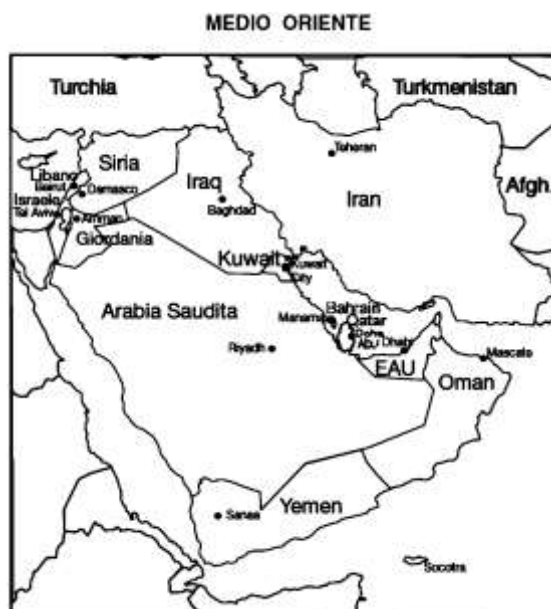 MEDIO ORIENTE
Turchia
Turkmenistan
Siria
Teheran
Libano
Beirut
Damasco
Iraq
Afgh.
Israele
Iran
Tel Aviv
Amman
Baghdad
Giordania
Kuwait
Kuwait
City
Arabia Saudita
Bahrain
Manama
Qatar
Doha
Abu Dhabi
Riyadh
Mascate
EAU
Oman
Yemen
Sanaa
Socotra